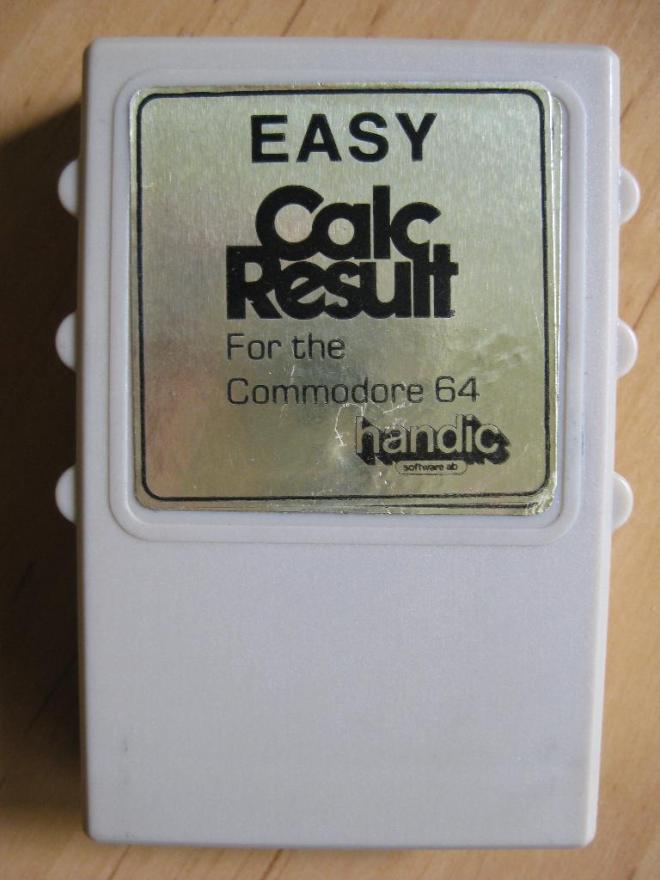 EASY
Calc
Result
For the
Commodore 64
handic
software ab